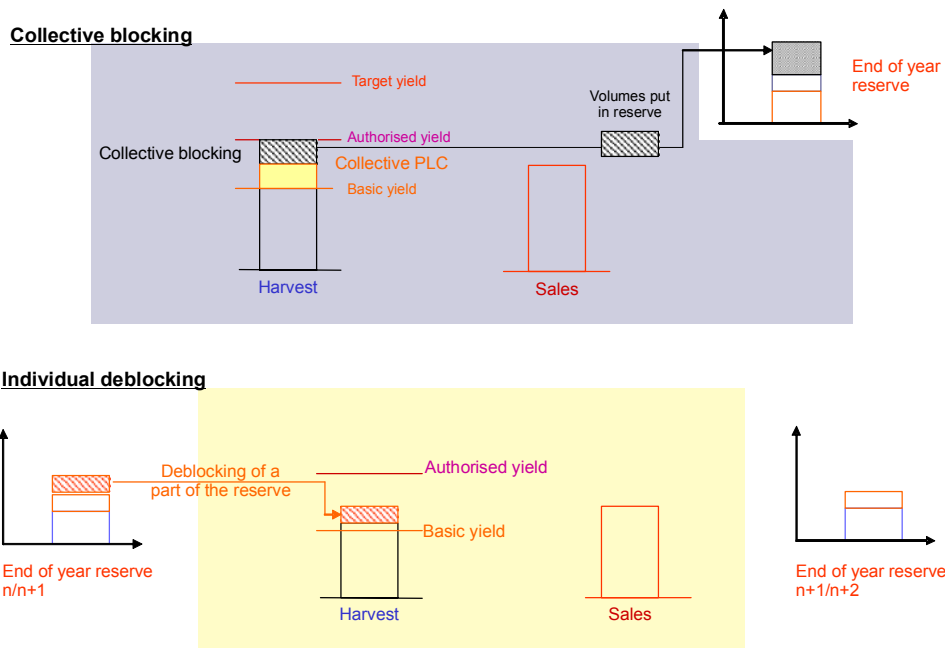 Collective blocking
Target yield
End of year
reserve
Volumes put
in reserve
Authorised yield
Collective blocking
Collective PLC
Basic yield
Harvest
Sales
Individual deblocking
Deblocking of a
part of the reserve
Authorised yield
Basic yield
End of year reserve
n/n+1
End of year reserve
n+1/n+2
Harvest
Sales